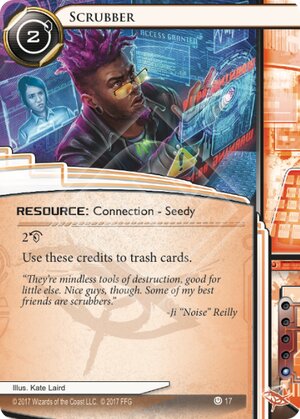 SCRUBBER
2
ACCESS GRANTED
RESOURCE: Connection - Seedy
2
Use these credits to trash cards.
"They're mindless tools of destruction, good for
little else. Nice guys, though. Some of my best
friends are scrubbers."
-Ji "Noise" Reilly
Illus. Kate Laird
© 2017 Wizards of the Coast LLC. © 2017 FFG
17